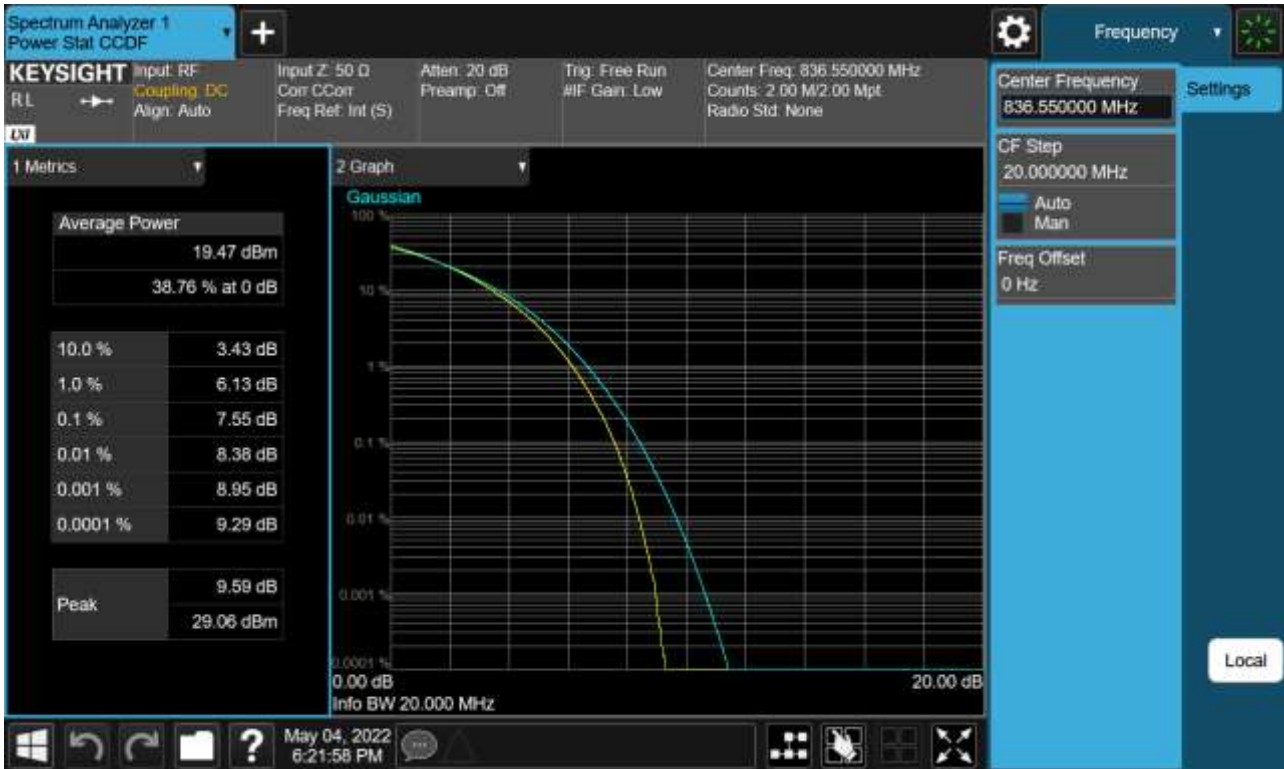 Spectrum Analyzer 1
Power Stat CCDF
+
Frequency
KEYSIGHT
RL
LXI
Input: RF
Coupling: DC
Align: Auto
Input Z: 50 Ω
Corr CCorr
Freq Ref: Int (S)
Atten: 20 dB
Preamp: Off
Trig: Free Run
#IF Gain: Low
Center Freq: 836.550000 MHz
Counts: 2.00 M/2.00 Mpt
Radio Std: None
Center Frequency
836.550000 MHz
Settings
CF Step
20.000000 MHz
Auto
Man
Freq Offset
0 Hz
1 Metrics
Average Power
19.47 dBm
38.76 % at 0 dB
10.0 % 3.43 dB
1.0 % 6.13 dB
0.1 % 7.55 dB
0.01 % 8.38 dB
0.001 % 8.95 dB
0.0001 % 9.29 dB
Peak
9.59 dB
29.06 dBm
2 Graph
Gaussian
100 %
10 %
1 %
0.1 %
0.01 %
0.001 %
0.0001 %
0.00 dB 20.00 dB
Info BW 20.000 MHz
Local
?
May 04, 2022
6:21:58 PM